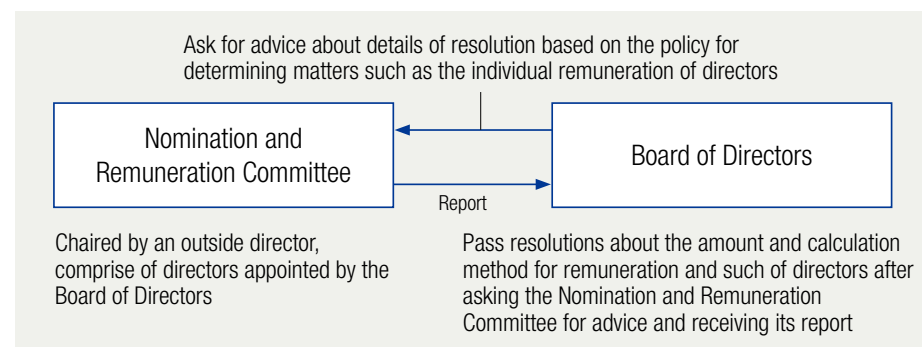 Ask for advice about details of resolution based on the policy for
determining matters such as the individual remuneration of directors
Nomination and
Remuneration Committee
Board of Directors
Report
Chaired by an outside director,
comprise of directors appointed by the
Board of Directors
Pass resolutions about the amount and calculation
method for remuneration and such of directors after
asking the Nomination and Remuneration
Committee for advice and receiving its report